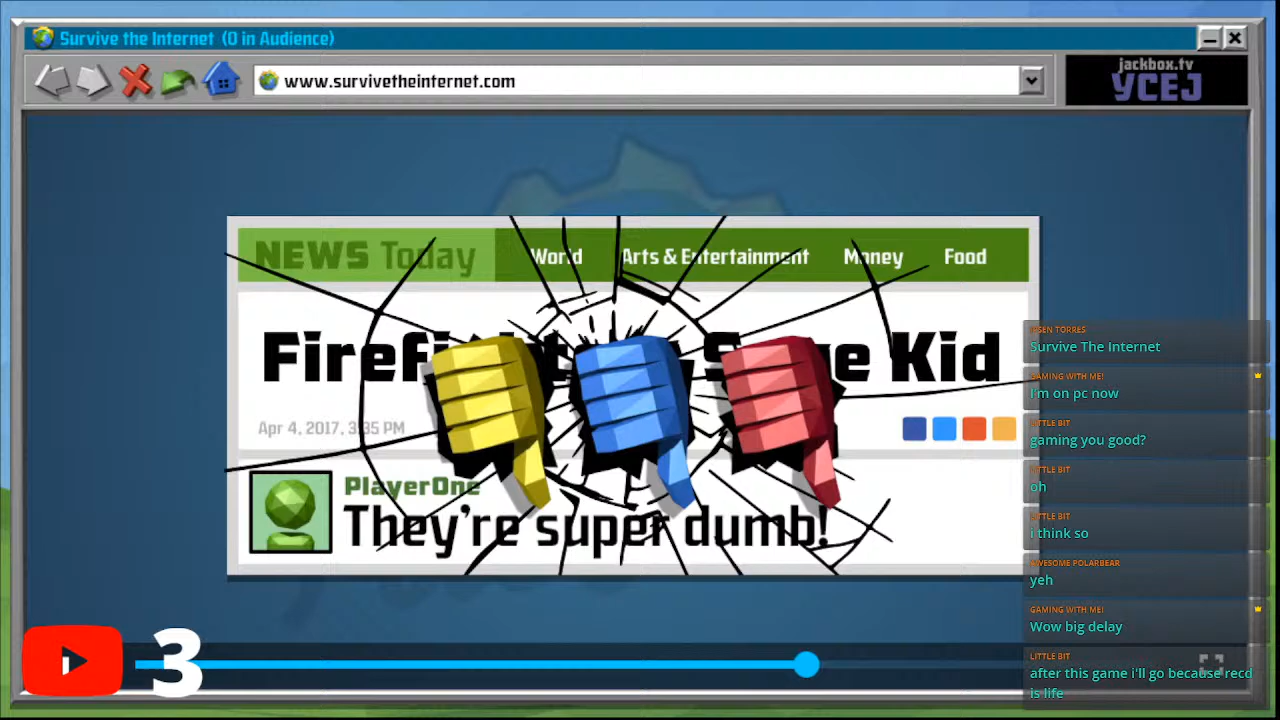 Survive the Internet (0 in Audience)
www.survivetheinternet.com
jackbox.tv
YCEJ
NEWS Today World Arts & Entertainment Money Food
Kid
Apr 4, 2017, 3:35 PM
PlayerOne
They're super dumb!
3
Survive The Internet
GAMING WITH ME!
I'm on pc now
LITTLE BIT
gaming you good?
LITTLE BIT
oh
LITTLE BIT
i think so
AWESOME POLARBEAR
yeh
GAMING WITH ME!
Wow big delay
LITTLE BIT
after this game i'll go because recd
is life